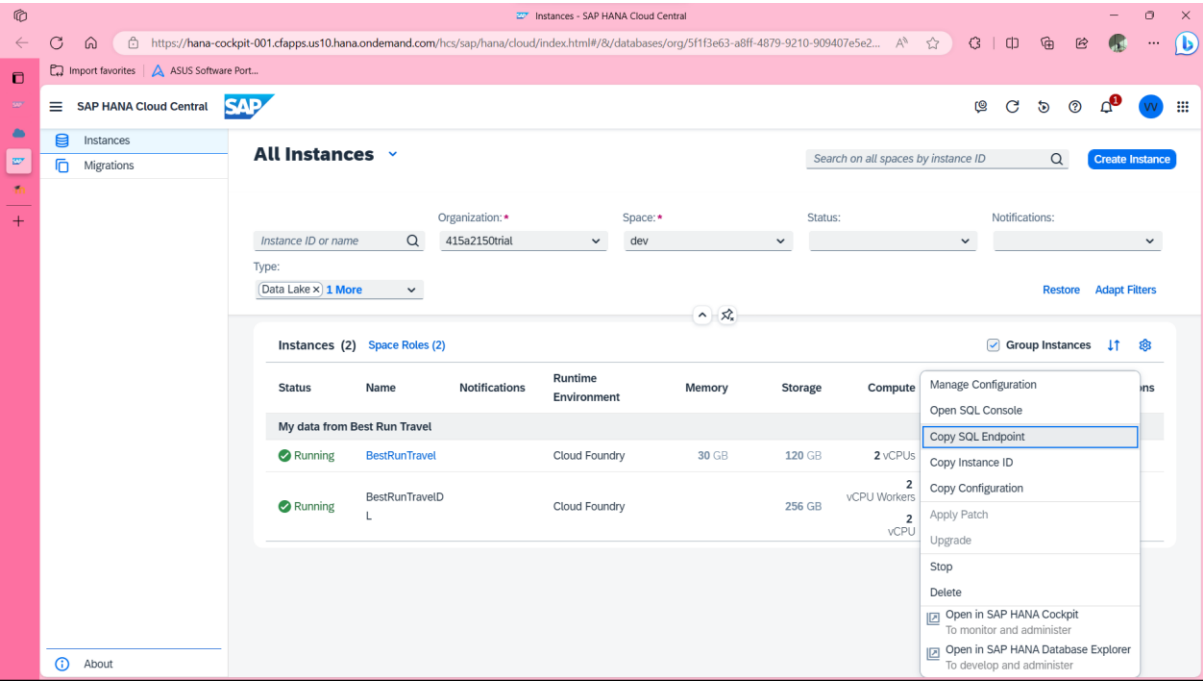 Instances - SAP HANA Cloud Central
https://hana-cockpit-001.cfapps.us10.hana.ondemand.com/hcs/sap/hana/cloud/index.html#/&/databases/org/5f1f3e63-a8ff-4879-9210-909407e5e2...
Import favorites
ASUS Software Port...
SAP HANA Cloud Central
SAP
1
VV
Instances
Migrations
All Instances
Search on all spaces by instance ID
Create Instance
Organization:*
Space:*
Status:
Notifications:
Instance ID or name
415a2150trial
dev
Type:
Data Lake × 1 More
Restore
Adapt Filters
Instances (2) Space Roles (2)
Group Instances
Status
Name
Notifications
Runtime
Environment
Memory
Storage
Compute
ns
My data from Best Run Travel
Running
BestRunTravel
Cloud Foundry
30 GB
120 GB
2 vCPUs
Running
BestRunTravelD
L
Cloud Foundry
256 GB
2
vCPU Workers
2
vCPU
Manage Configuration
Open SQL Console
Copy SQL Endpoint
Copy Instance ID
Copy Configuration
Apply Patch
Upgrade
Stop
Delete
Open in SAP HANA Cockpit
To monitor and administer
Open in SAP HANA Database Explorer
To develop and administer
About